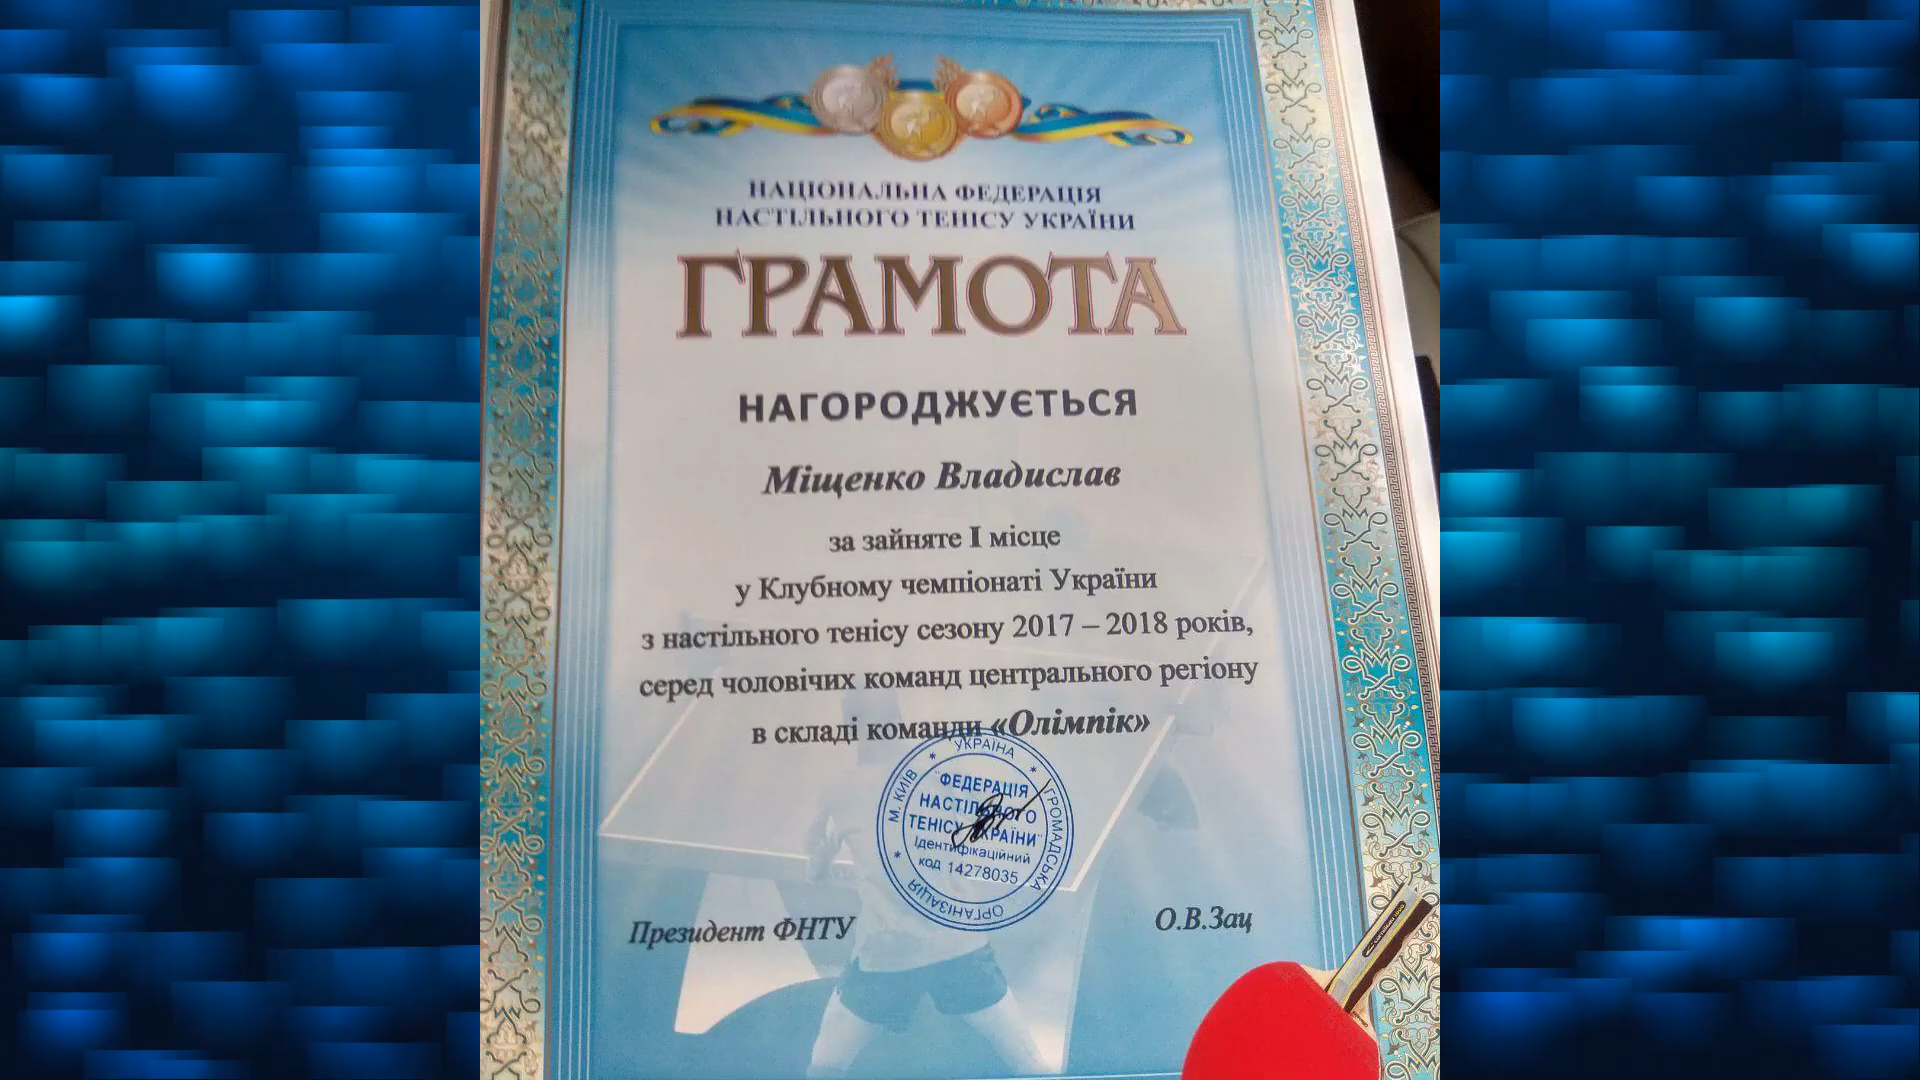 НАЦІОНАЛЬНА ФЕДЕРАЦІЯ
НАСТІЛЬНОГО ТЕНІСУ УКРАЇНИ
ГРАМОТА
НАГОРОДЖУЄТЬСЯ
Міщенко Владислав
за зайняте І місце
у Клубному чемпіонаті України
з настільного тенісу сезону 2017 – 2018 років,
серед чоловічих команд центрального регіону
в складі команди «Олімпік»
М. КИЇВ * УКРАЇНА * ГРОМАДСЬКА ОРГАНІЗАЦІЯ *
"ФЕДЕРАЦІЯ
НАСТІЛЬНОГО
ТЕНІСУ УКРАЇНИ"
Ідентифікаційний
код 14278035
Президент ФНТУ
О.В.Зац